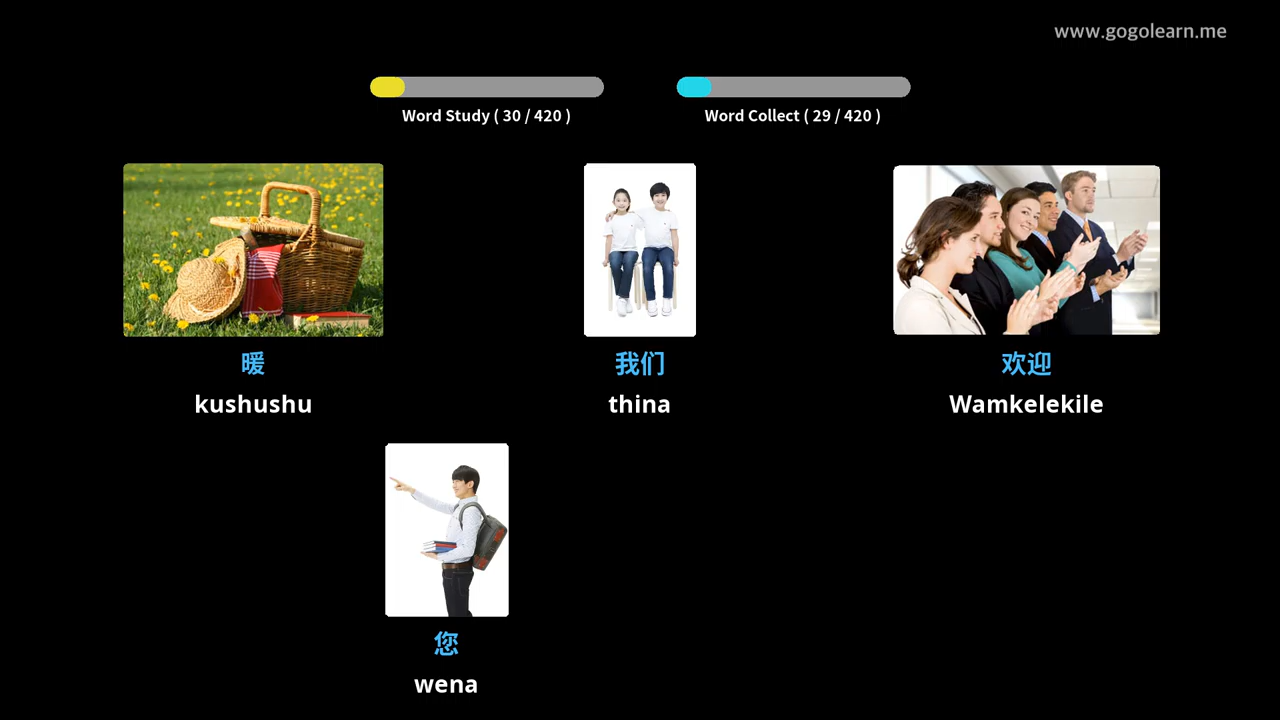 www.gogolearn.me
Word Study ( 30 / 420 )
Word Collect ( 29 / 420 )
暖
kushushu
我们
thina
欢迎
Wamkelekile
您
wena